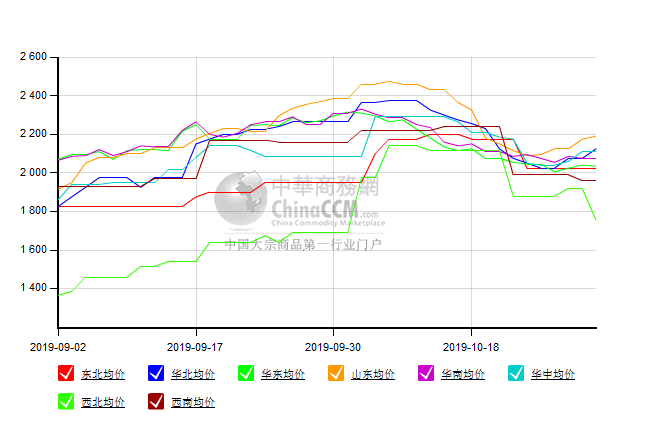 2 600
2 400
2 200
2 000
1 800
1 600
1 400
中華商務網
ChinaCCM.com
China Commodity Marketplace
中国大宗商品第一行业门户
2019-09-02 2019-09-17 2019-09-30 2019-10-18
东北均价 华北均价 华东均价 山东均价 华南均价 华中均价
西北均价 西南均价